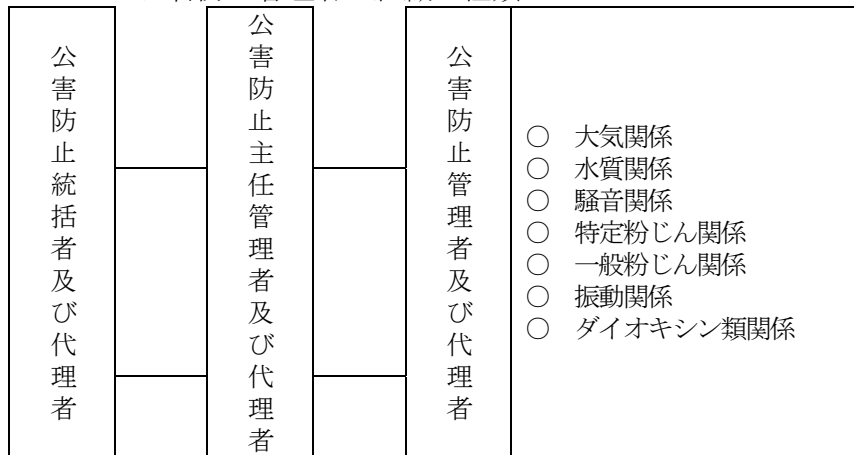 公害防止統括者及び代理者
公害防止主任管理者及び代理者
公害防止管理者及び代理者
○ 大気関係
○ 水質関係
○ 騒音関係
○ 特定粉じん関係
○ 一般粉じん関係
○ 振動関係
○ ダイオキシン類関係